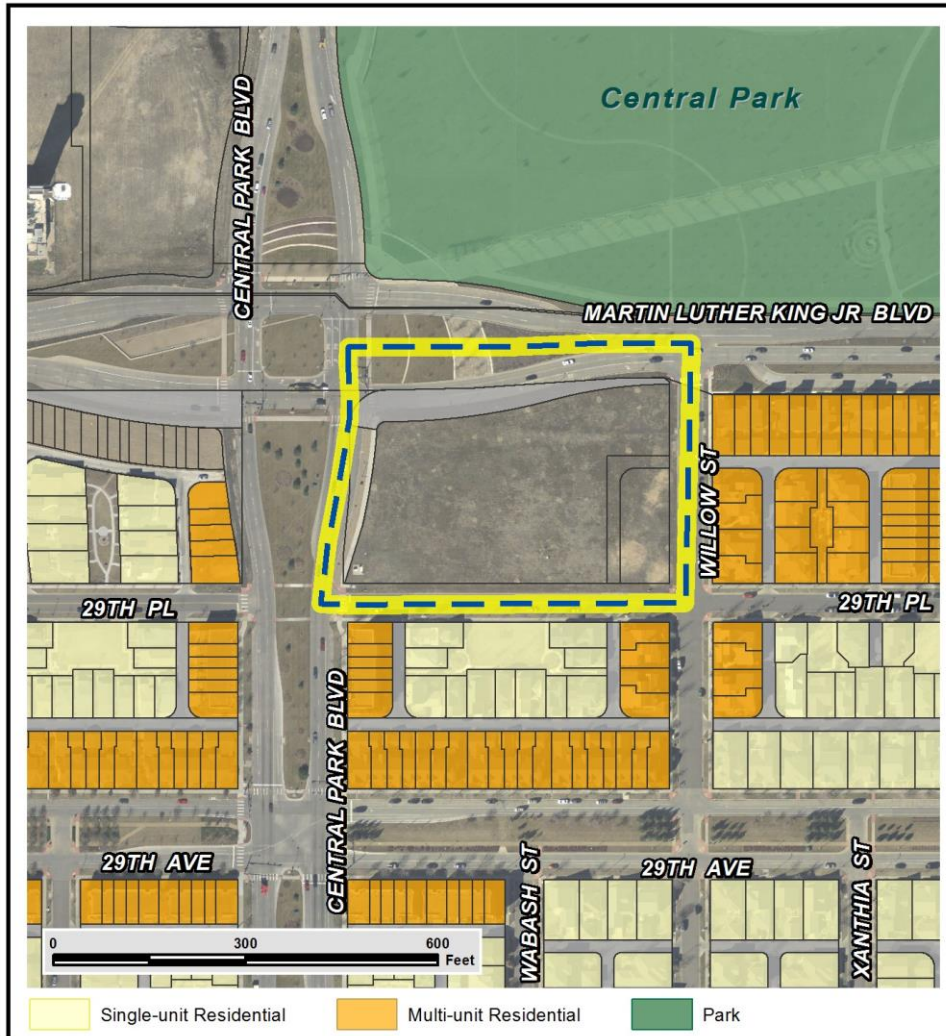 Central Park
CENTRAL PARK BLVD
MARTIN LUTHER KING JR BLVD
WILLOW ST
29TH PL
29TH PL
CENTRAL PARK BLVD
29TH AVE
WABASH ST
29TH AVE
XANTHIA ST
0 300 600
Feet
Single-unit Residential Multi-unit Residential Park